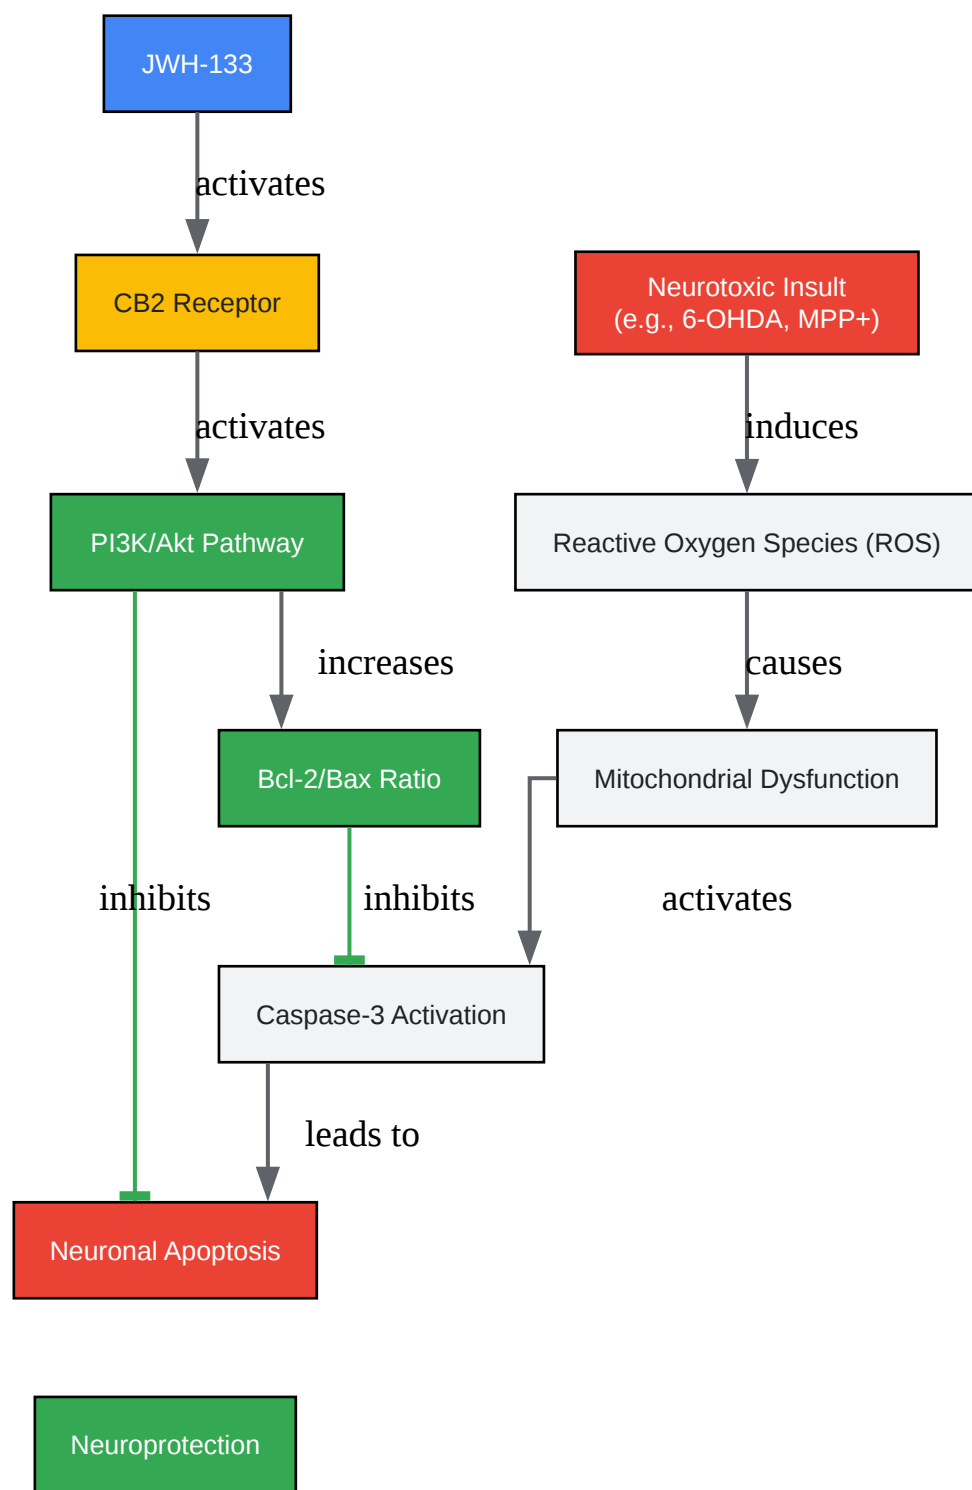 JWH-133
activates
CB2 Receptor
Neurotoxic Insult
(e.g., 6-OHDA, MPP+)
activates
induces
PI3K/Akt Pathway
Reactive Oxygen Species (ROS)
increases
causes
Bcl-2/Bax Ratio
Mitochondrial Dysfunction
inhibits
inhibits
activates
Caspase-3 Activation
leads to
Neuronal Apoptosis
Neuroprotection